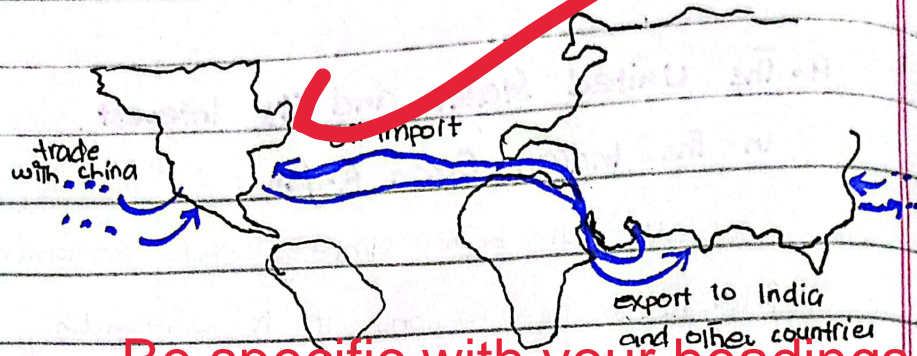 import
trade
with china
export to India
and other countries
Be specific with your headings